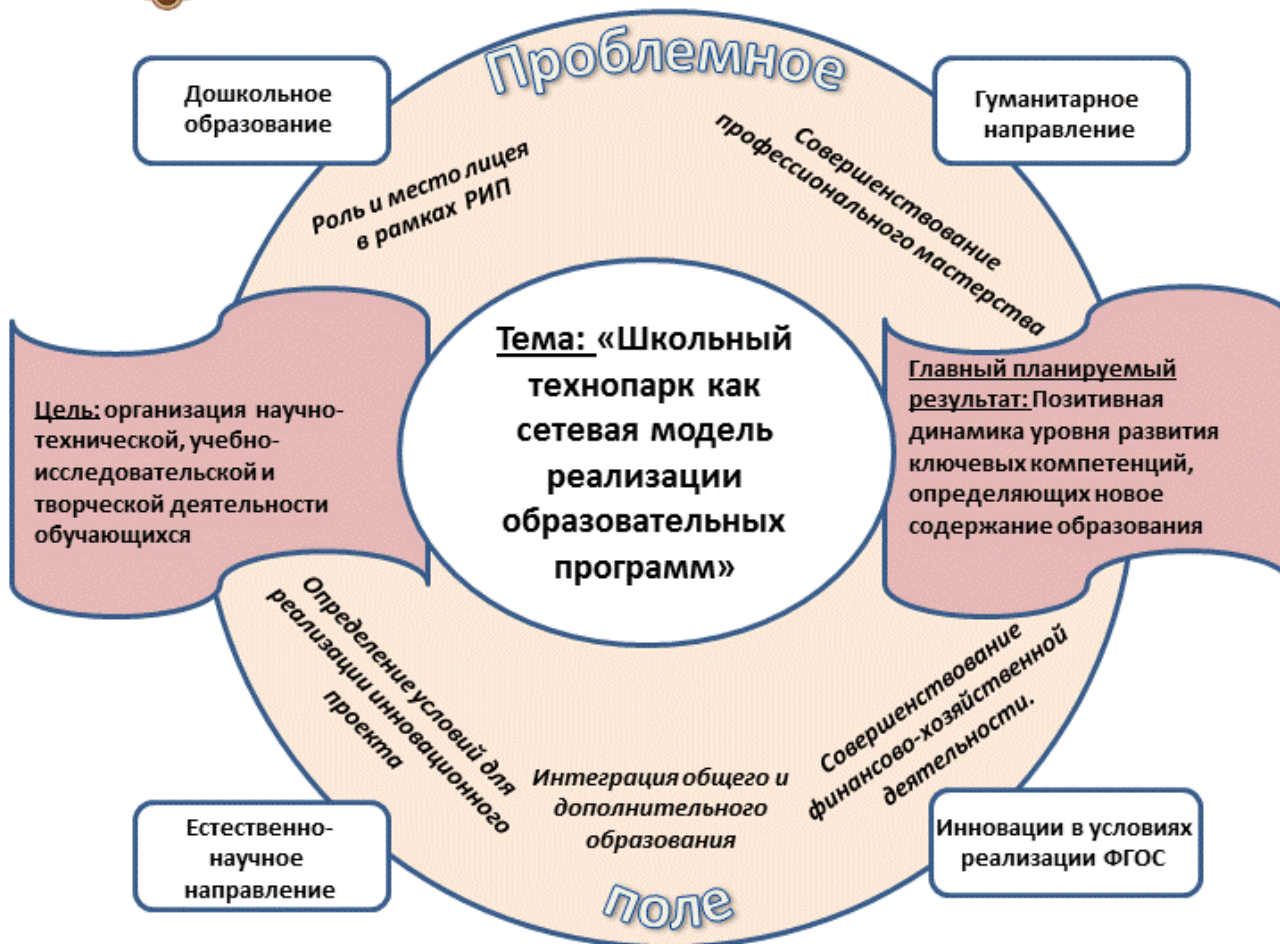 Проблемное
Дошкольное
образование
Гуманитарное
направление
Роль и место лицея
в рамках РИП
Совершенствование
профессионального мастерства
Тема: «Школьный
технопарк как
сетевая модель
реализации
образовательных
программ»
Цель: организация научно-
технической, учебно-
исследовательской и
творческой деятельности
обучающихся
Главный планируемый
результат: Позитивная
динамика уровня развития
ключевых компетенций,
определяющих новое
содержание образования
Определение условий для
реализации инновационного
проекта
Интеграция общего и
дополнительного
образования
Совершенствование
финансово-хозяйственной
деятельности.
Естественно-
научное
направление
Инновации в условиях
реализации ФГОС
поле